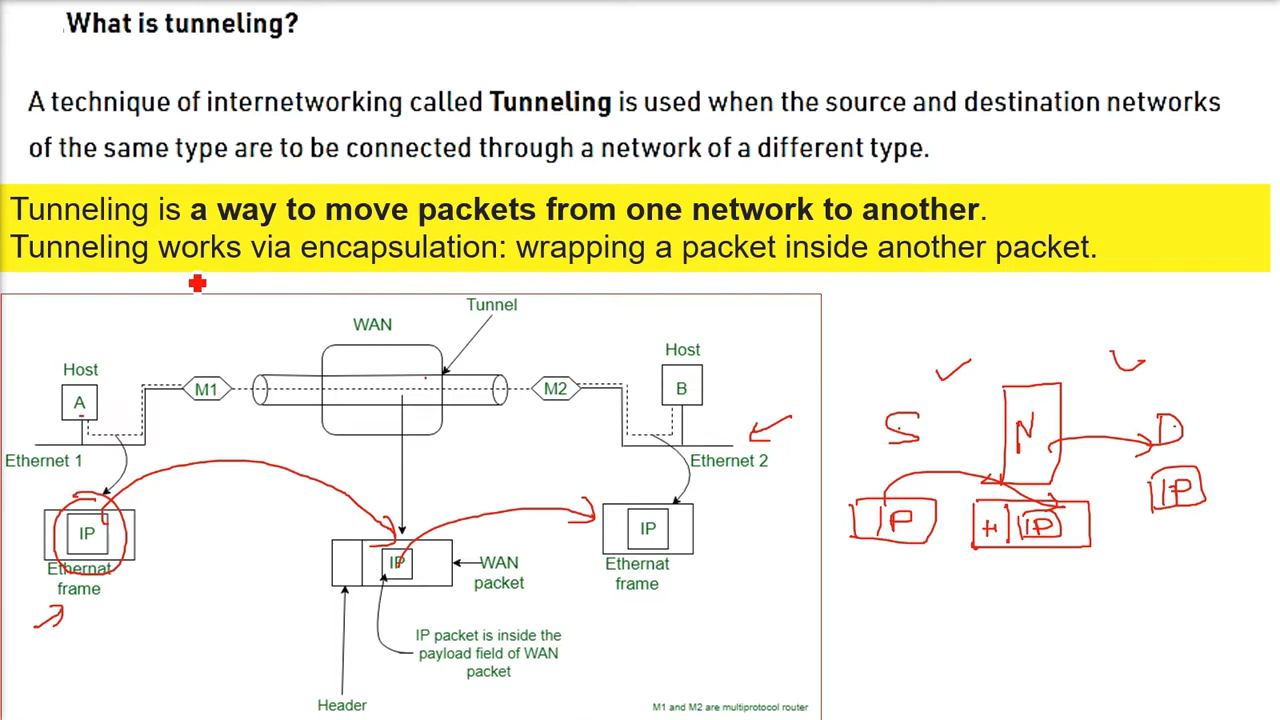 What is tunneling?
A technique of internetworking called Tunneling is used when the source and destination networks
of the same type are to be connected through a network of a different type.
Tunneling is a way to move packets from one network to another.
Tunneling works via encapsulation: wrapping a packet inside another packet.
Tunnel
WAN
Host
A
M1
M2
Host
B
Ethernet 1
Ethernet 2
IP
Ethernat
frame
IP
WAN
packet
IP
Ethernat
frame
IP packet is inside the
payload field of WAN
packet
Header
M1 and M2 are multiprotocol router
S
N
D
IP
H
IP
IP